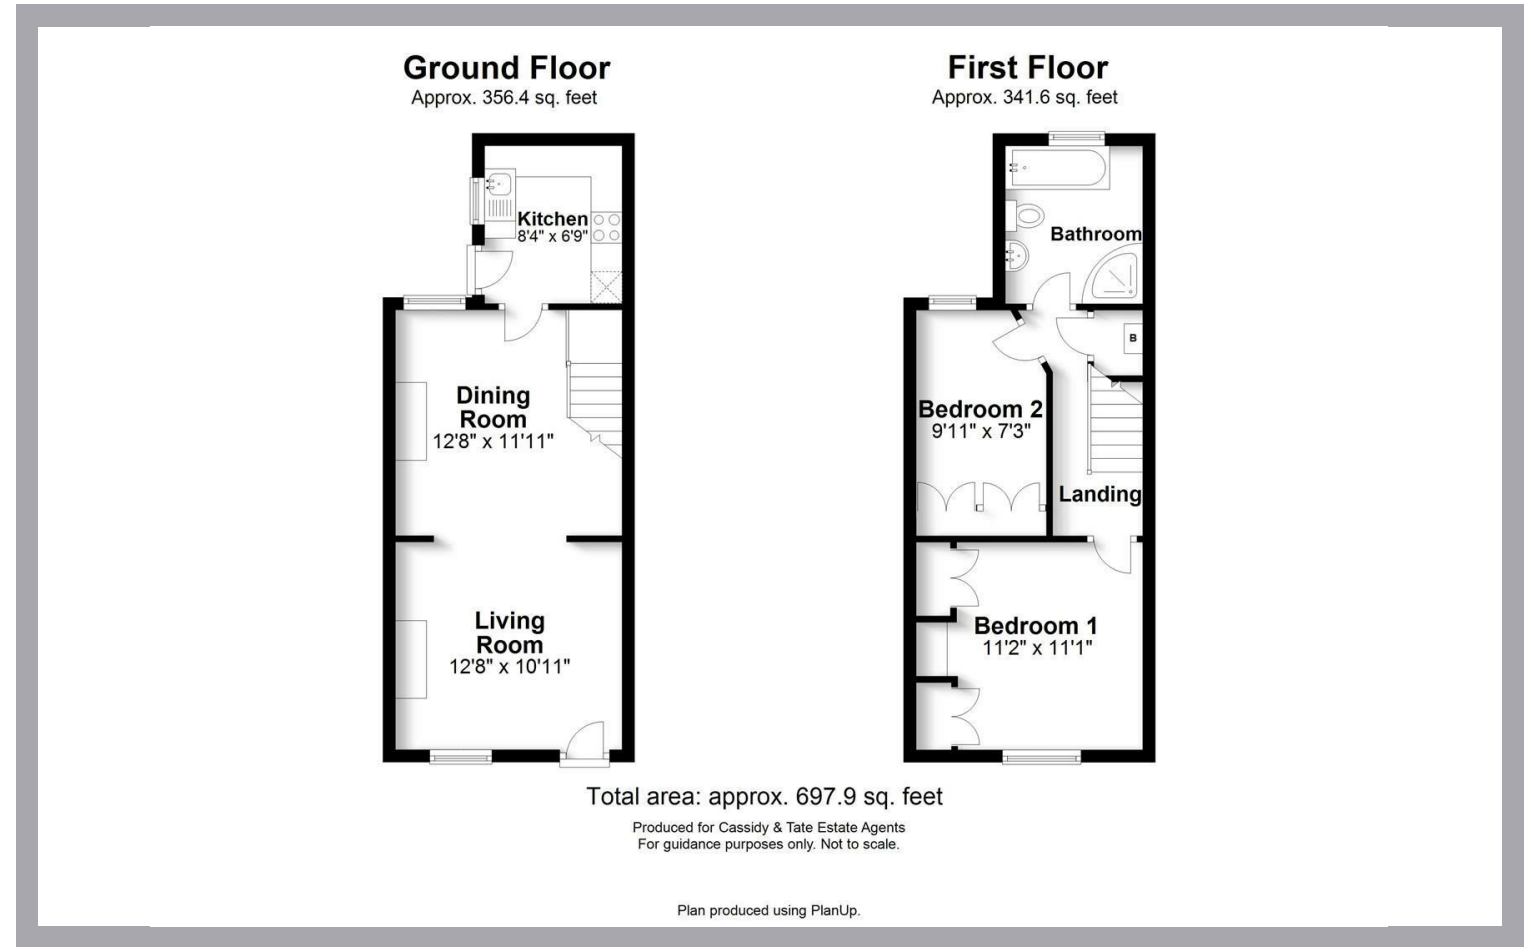 Ground Floor
Approx. 356.4 sq. feet
Kitchen
8'4" x 6'9"
Dining
Room
12'8" x 11'11"
Living
Room
12'8" x 10'11"
First Floor
Approx. 341.6 sq. feet
Bathroom
B
Bedroom 2
9'11" x 7'3"
Landing
Bedroom 1
11'2" x 11'1"
Total area: approx. 697.9 sq. feet
Produced for Cassidy & Tate Estate Agents
For guidance purposes only. Not to scale.
Plan produced using PlanUp.